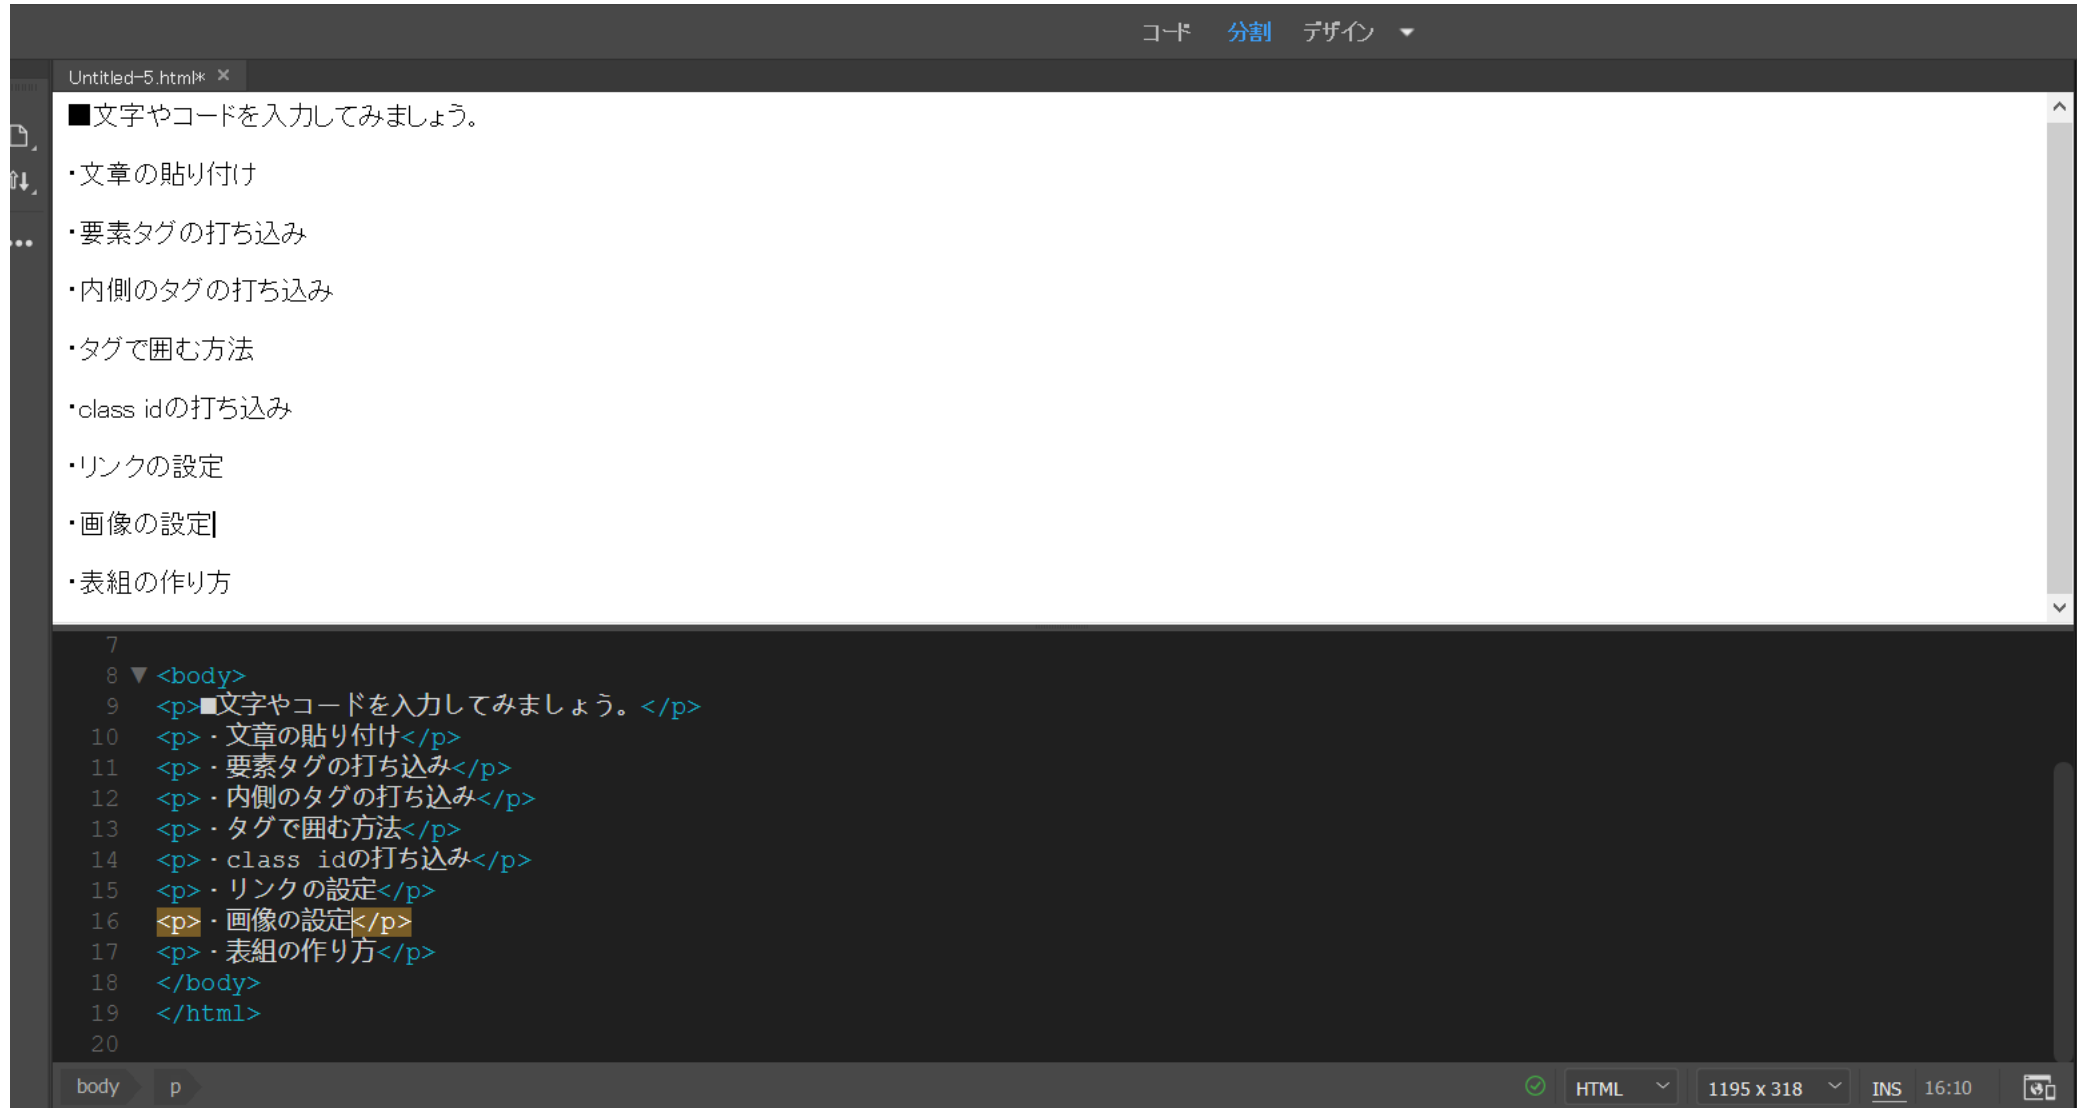 コード 分割 デザイン
Untitled-5.html* ×
■文字やコードを入力してみましょう。
・文章の貼り付け
・要素タグの打ち込み
・内側のタグの打ち込み
・タグで囲む方法
・class idの打ち込み
・リンクの設定
・画像の設定
・表組の作り方
7
8 ▼ <body>
9 <p>■文字やコードを入力してみましょう。</p>
10 <p>・文章の貼り付け</p>
11 <p>・要素タグの打ち込み</p>
12 <p>・内側のタグの打ち込み</p>
13 <p>・タグで囲む方法</p>
14 <p>・class idの打ち込み</p>
15 <p>・リンクの設定</p>
16 <p>・画像の設定</p>
17 <p>・表組の作り方</p>
18 </body>
19 </html>
20
body p HTML 1195 x 318 INS 16:10